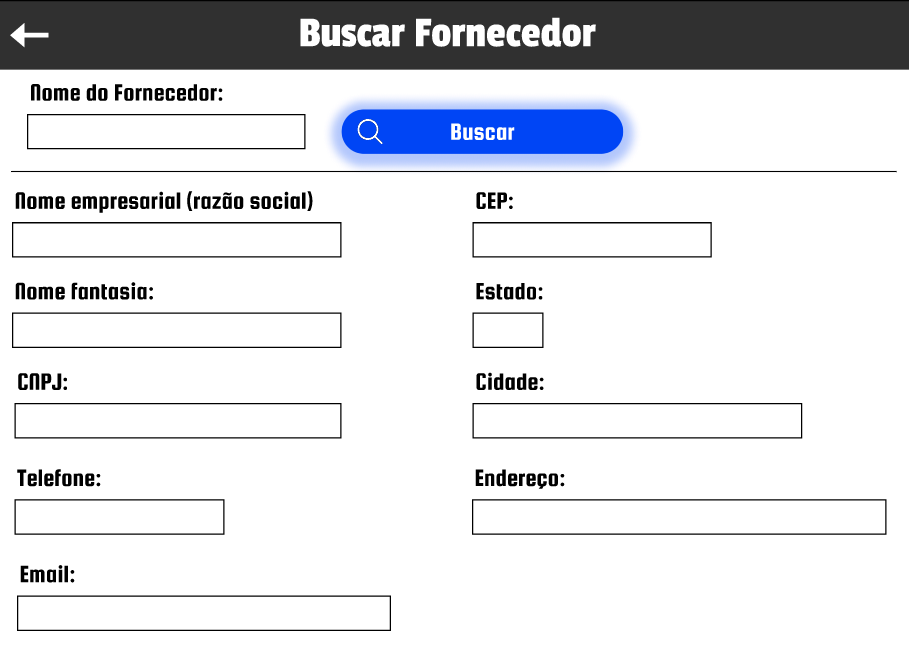 Buscar Fornecedor
Nome do Fornecedor:
Buscar
Nome empresarial (razão social)
CEP:
Nome fantasia:
Estado:
CNPJ:
Cidade:
Telefone:
Endereço:
Email: